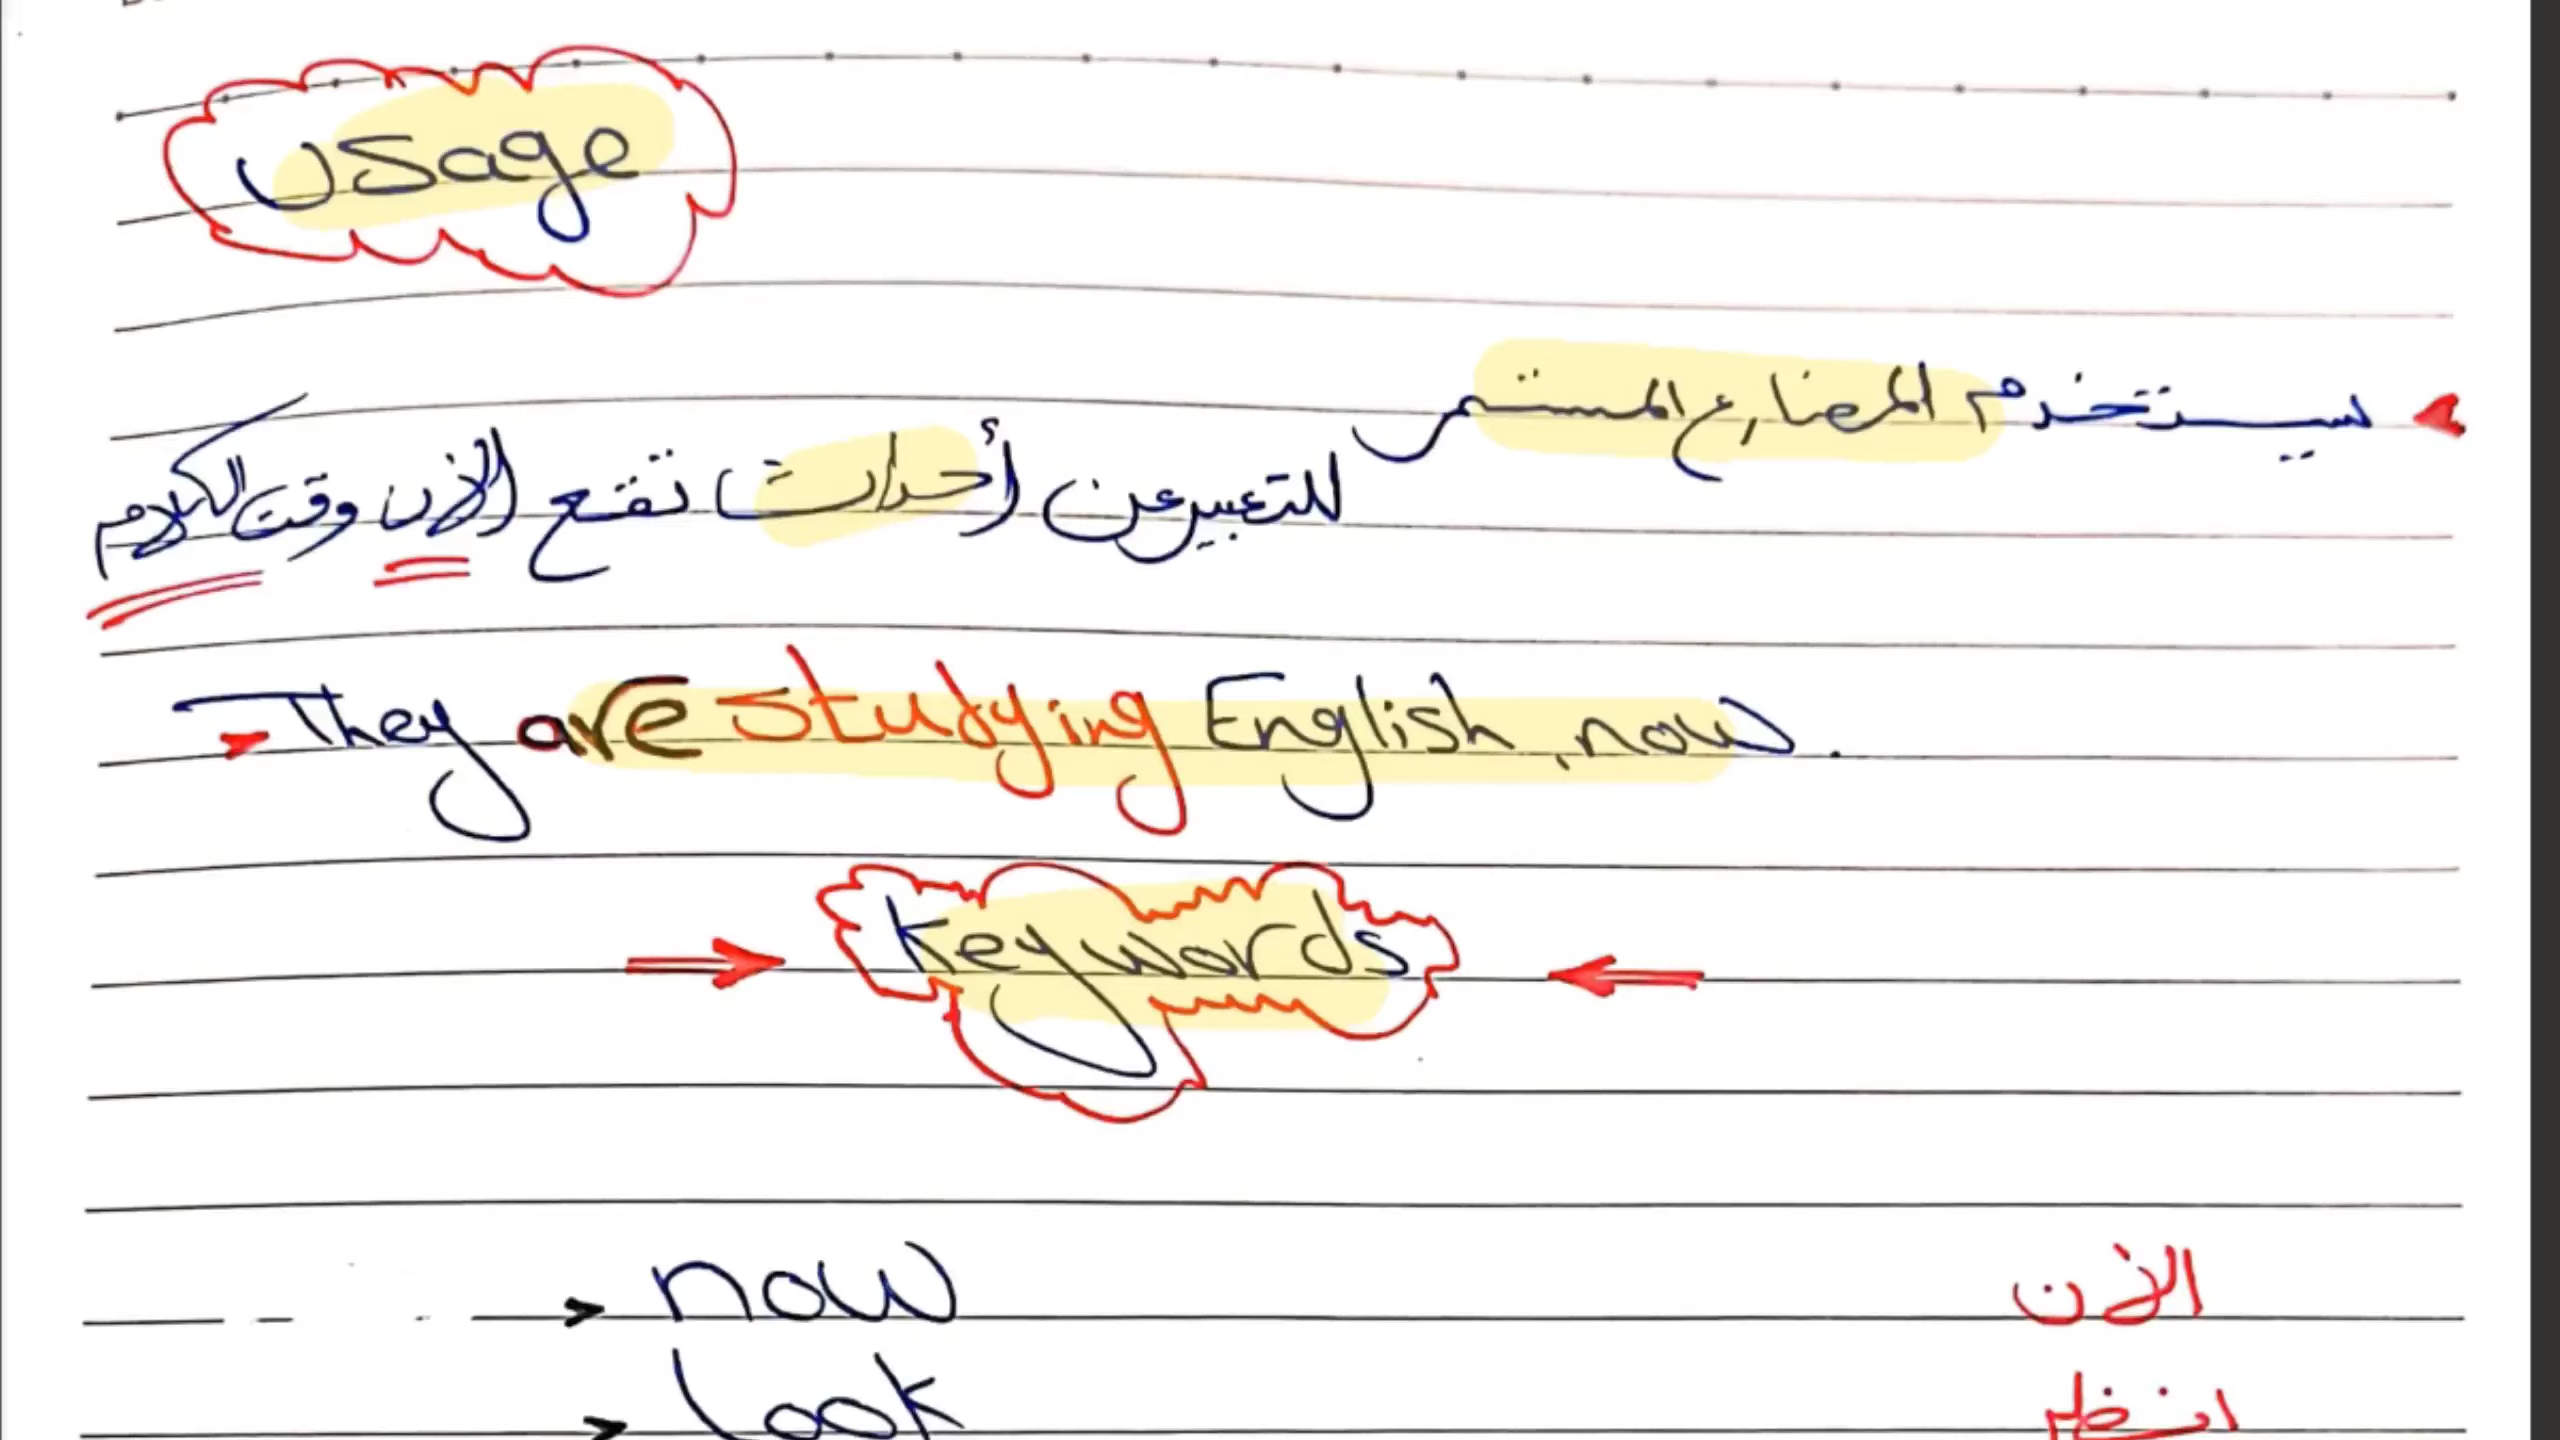 Usage
يستخدم المضارع المستمر
للتعبير عن أحداث تقع الآن وقت الكلام
They are studying English, now.
Keywords
now الآن
Look انظر